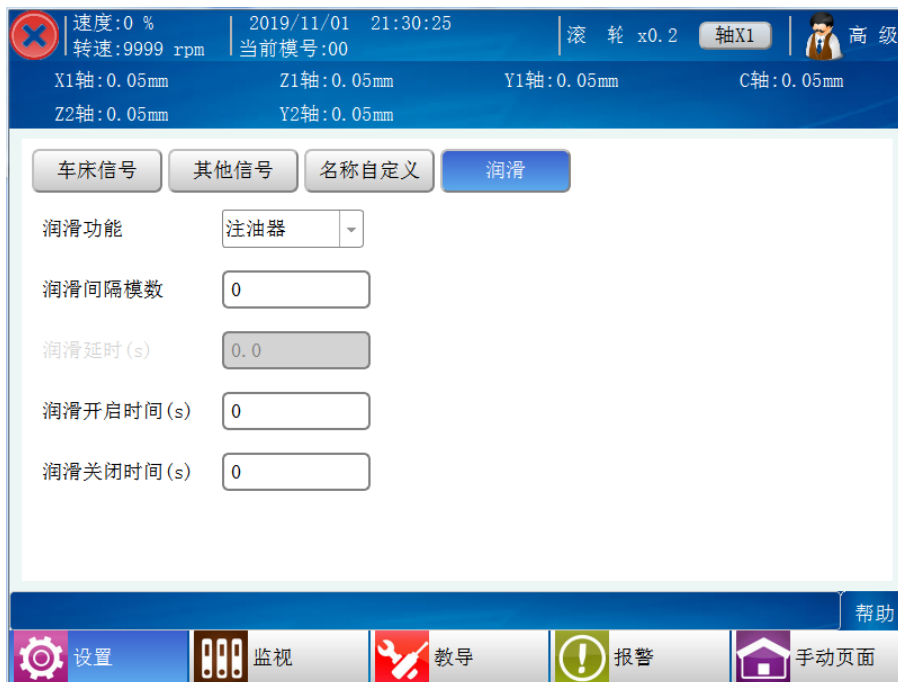 速度:0 % 2019/11/01 21:30:25 滚 轮 x0.2 轴X1 高 级
转速:9999 rpm 当前模号:00
X1轴:0.05mm Z1轴:0.05mm Y1轴:0.05mm C轴:0.05mm
Z2轴:0.05mm Y2轴:0.05mm
车床信号 其他信号 名称自定义 润滑
润滑功能 注油器
润滑间隔模数 0
润滑延时(s) 0.0
润滑开启时间(s) 0
润滑关闭时间(s) 0
帮助
设置 监视 教导 报警 手动页面